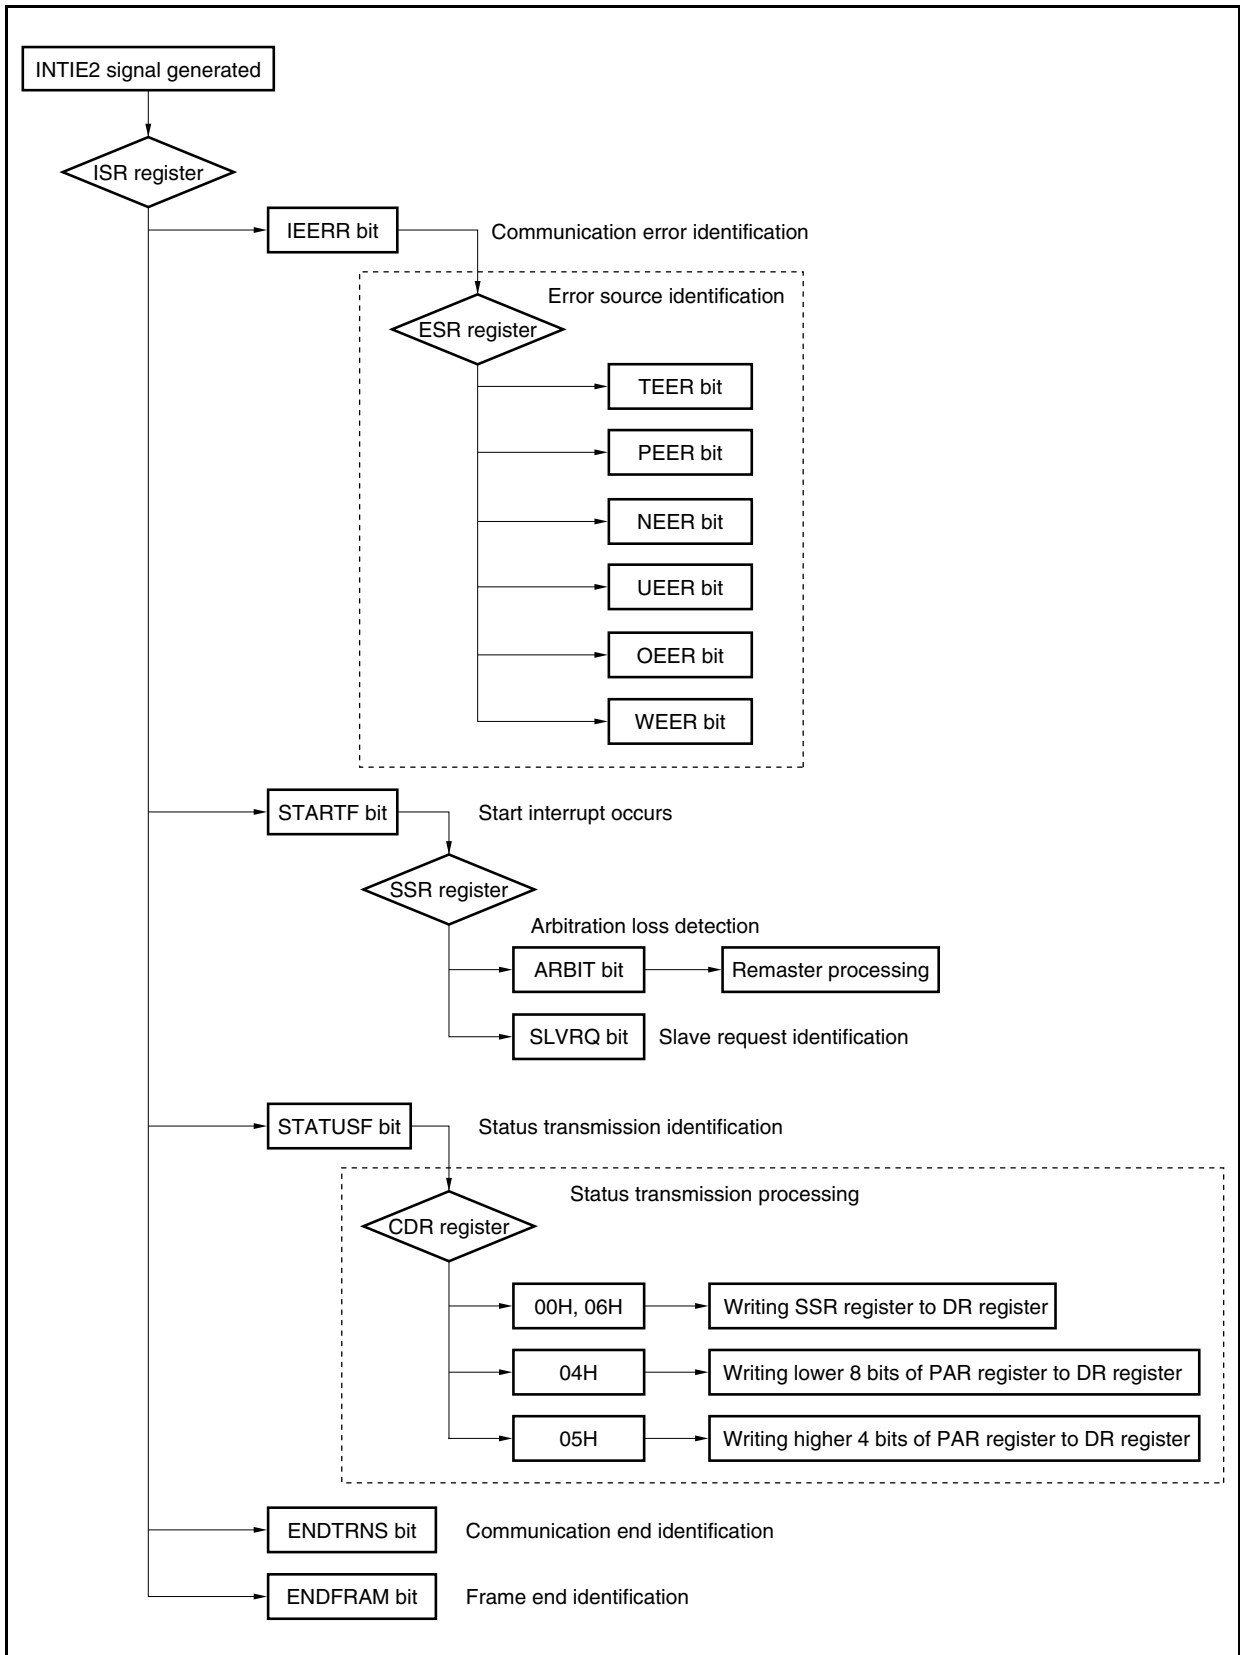 INTIE2 signal generated
ISR register
IEERR bit
Communication error identification
Error source identification
ESR register
TEER bit
PEER bit
NEER bit
UEER bit
OEER bit
WEER bit
STARTF bit
Start interrupt occurs
SSR register
Arbitration loss detection
ARBIT bit
Remaster processing
SLVRQ bit
Slave request identification
STATUSF bit
Status transmission identification
Status transmission processing
CDR register
00H, 06H
Writing SSR register to DR register
04H
Writing lower 8 bits of PAR register to DR register
05H
Writing higher 4 bits of PAR register to DR register
ENDTRNS bit
Communication end identification
ENDFRAM bit
Frame end identification